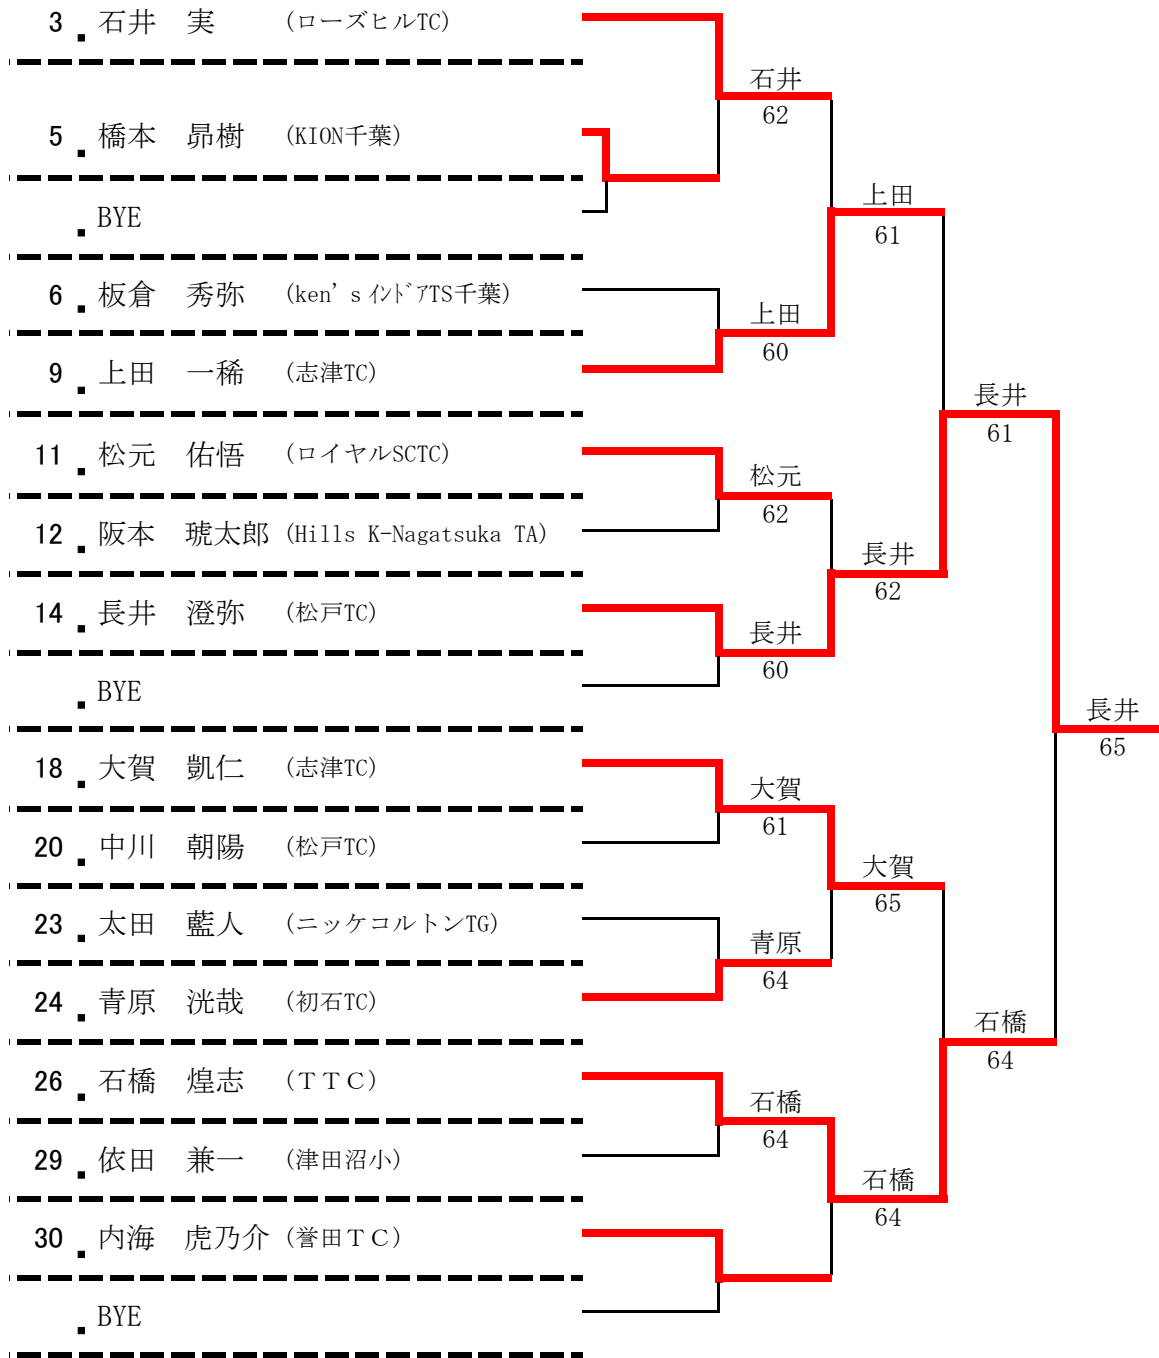 3 . 石井 実 (ローズヒルTC)
石井
62
5 . 橋本 昴樹 (KION千葉)
上田
. BYE
61
6 . 板倉 秀弥 (ken's ｲﾝﾄﾞｱTS千葉)
上田
60
9 . 上田 一稀 (志津TC)
長井
61
11 . 松元 佑悟 (ロイヤルSCTC)
松元
62
12 . 阪本 琥太郎 (Hills K-Nagatsuka TA)
長井
62
14 . 長井 澄弥 (松戸TC)
長井
60
. BYE
長井
65
18 . 大賀 凱仁 (志津TC)
大賀
61
20 . 中川 朝陽 (松戸TC)
大賀
65
23 . 太田 藍人 (ニッケコルトンTG)
青原
64
24 . 青原 洸哉 (初石TC)
石橋
64
26 . 石橋 煌志 (ＴＴＣ)
石橋
64
29 . 依田 兼一 (津田沼小)
石橋
64
30 . 内海 虎乃介 (誉田ＴＣ)
. BYE